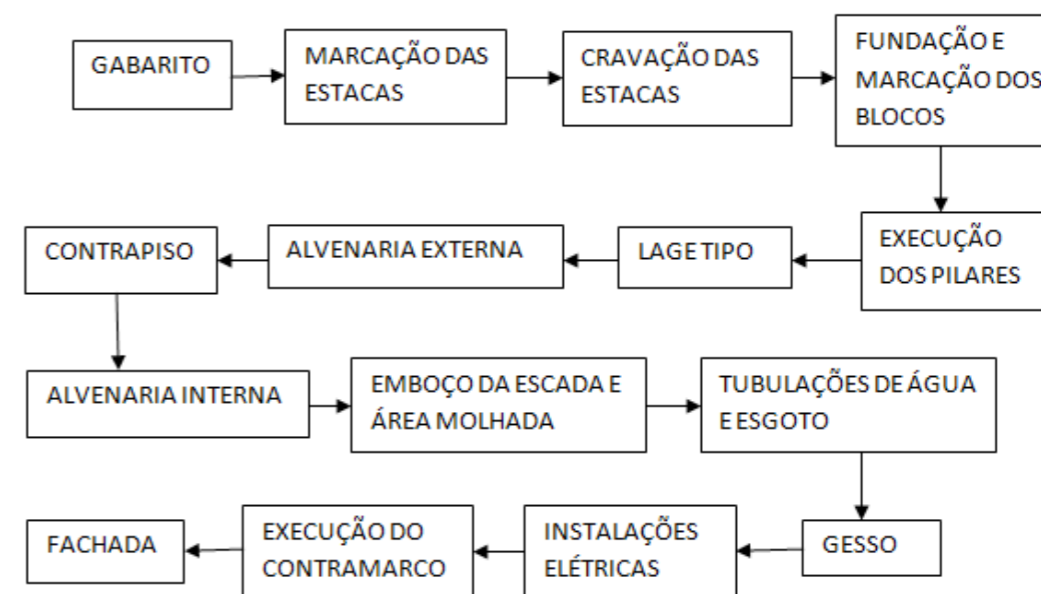 GABARITO
MARCAÇÃO DAS
ESTACAS
CRAVAÇÃO DAS
ESTACAS
FUNDAÇÃO E
MARCAÇÃO DOS
BLOCOS
EXECUÇÃO
DOS PILARES
LAGE TIPO
ALVENARIA EXTERNA
CONTRAPISO
ALVENARIA INTERNA
EMBOÇO DA ESCADA E
ÁREA MOLHADA
TUBULAÇÕES DE ÁGUA
E ESGOTO
GESSO
INSTALAÇÕES
ELÉTRICAS
EXECUÇÃO DO
CONTRAMARCO
FACHADA